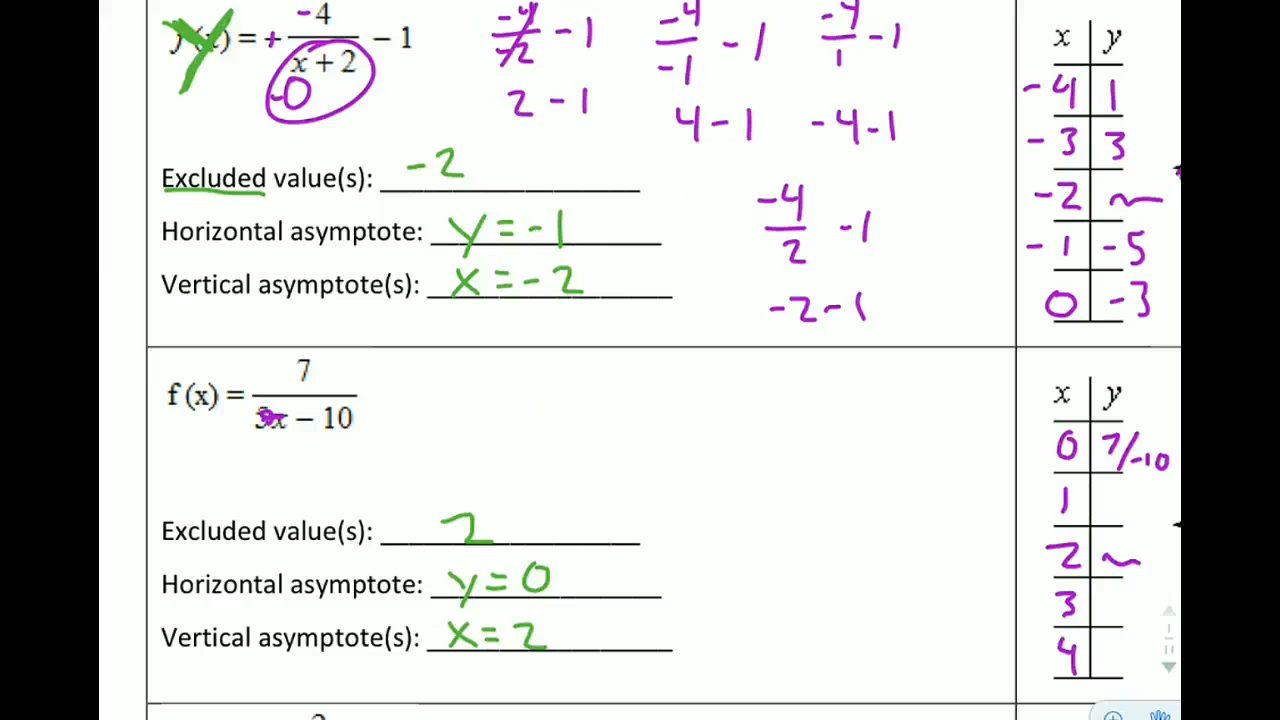 y = + -4/(x + 2) - 1
-0
-4/-2 - 1
-4/-1 - 1
-4/1 - 1
2 - 1
4 - 1
-4 - 1
Excluded value(s): -2
Horizontal asymptote: y = -1
Vertical asymptote(s): x = -2
-4/2 - 1
-2 - 1
x y
-4 1
-3 3
-2 ~
-1 -5
0 -3
f (x) = 7/(x - 10)
Excluded value(s): 2
Horizontal asymptote: y = 0
Vertical asymptote(s): x = 2
x y
0 7/-10
1
2 ~
3
4